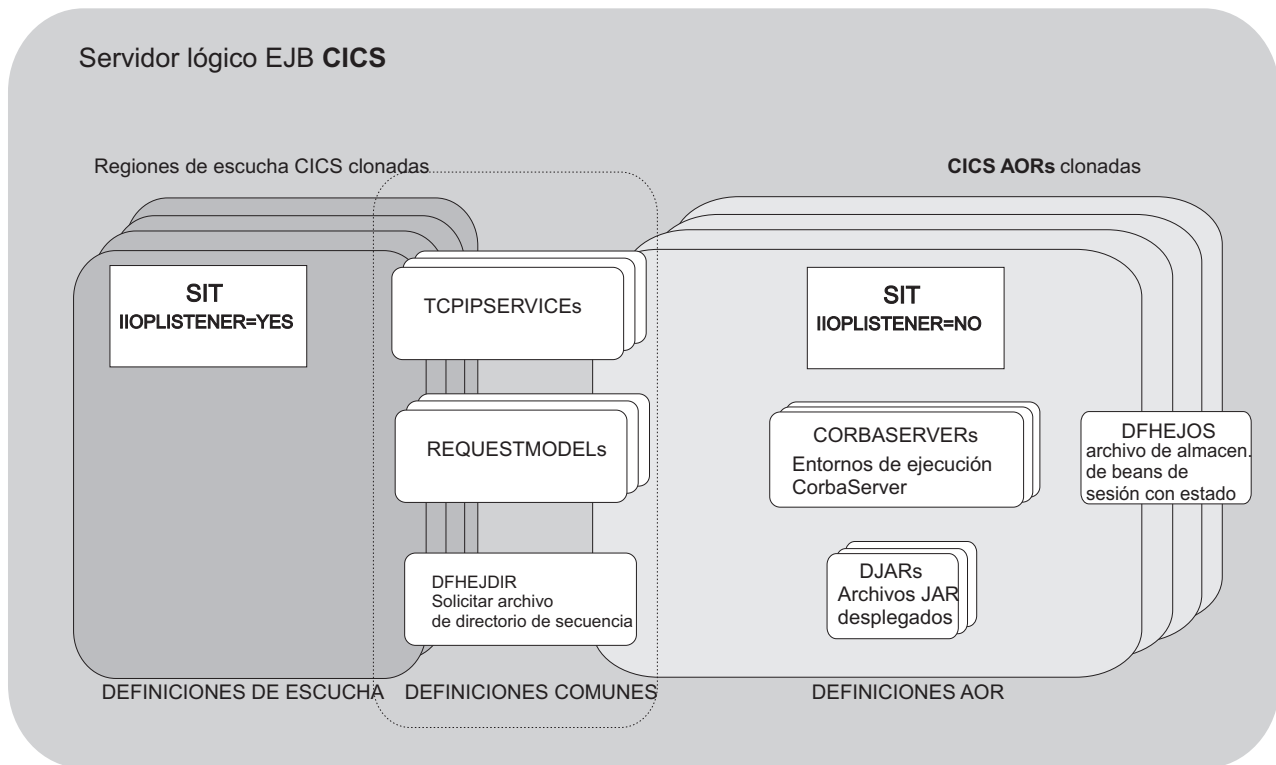 Servidor lógico EJB CICS
Regiones de escucha CICS clonadas
CICS AORs clonadas
SIT
IIOPLISTENER=YES
TCPIPSERVICEs
SIT
IIOPLISTENER=NO
REQUESTMODELs
CORBASERVERs
Entornos de ejecución
CorbaServer
DFHEJOS
archivo de almacen.
de beans de
sesión con estado
DFHEJDIR
Solicitar archivo
de directorio de secuencia
DJARs
Archivos JAR
desplegados
DEFINICIONES DE ESCUCHA
DEFINICIONES COMUNES
DEFINICIONES AOR